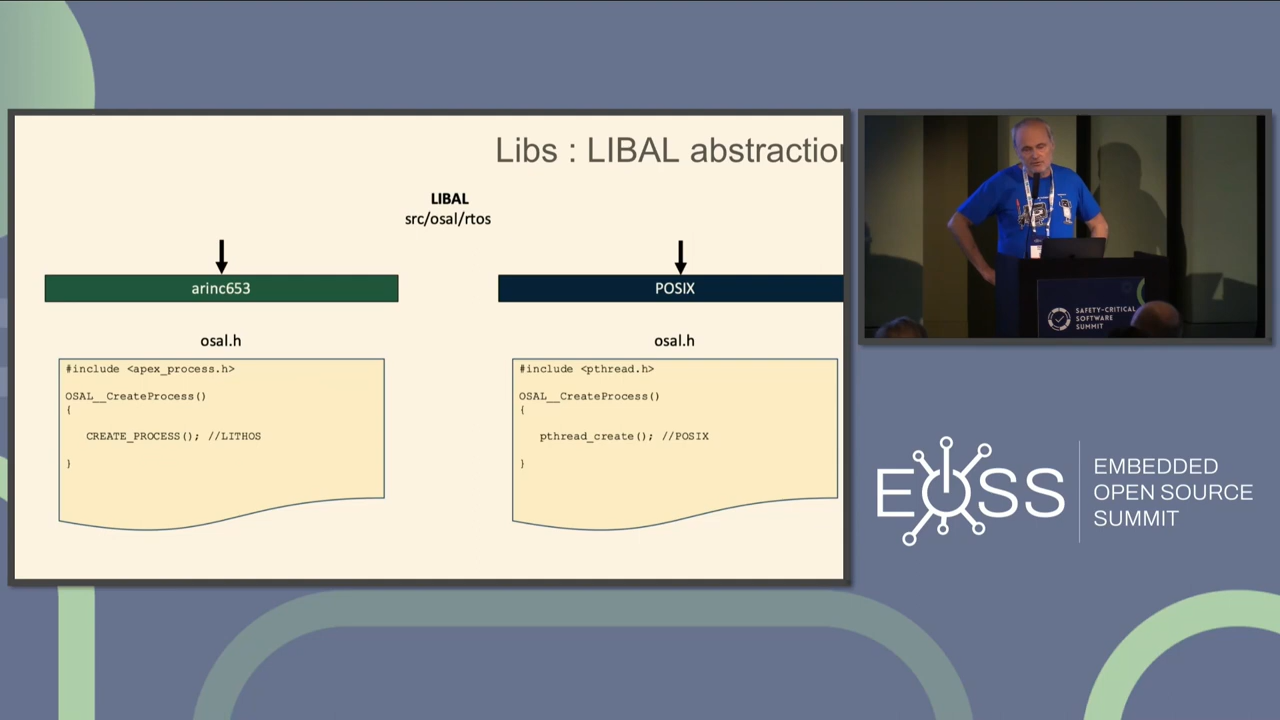 Libs : LIBAL abstraction
LIBAL
src/osal/rtos
arinc653
POSIX
osal.h
#include <apex_process.h>
OSAL__CreateProcess()
{
CREATE_PROCESS(); //LITHOS
}
osal.h
#include <pthread.h>
OSAL__CreateProcess()
{
pthread_create(); //POSIX
}
SAFETY-CRITICAL
SOFTWARE
SUMMIT
EOSS
EMBEDDED
OPEN SOURCE
SUMMIT